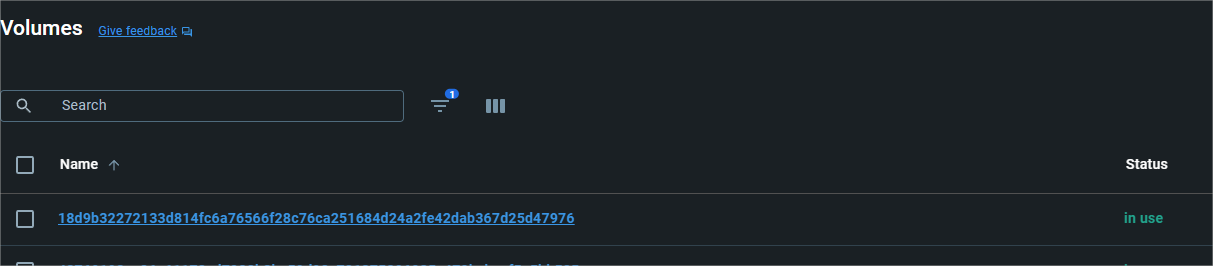 Volumes Give feedback
1
Search
Name Status
18d9b32272133d814fc6a76566f28c76ca251684d24a2fe42dab367d25d47976 in use